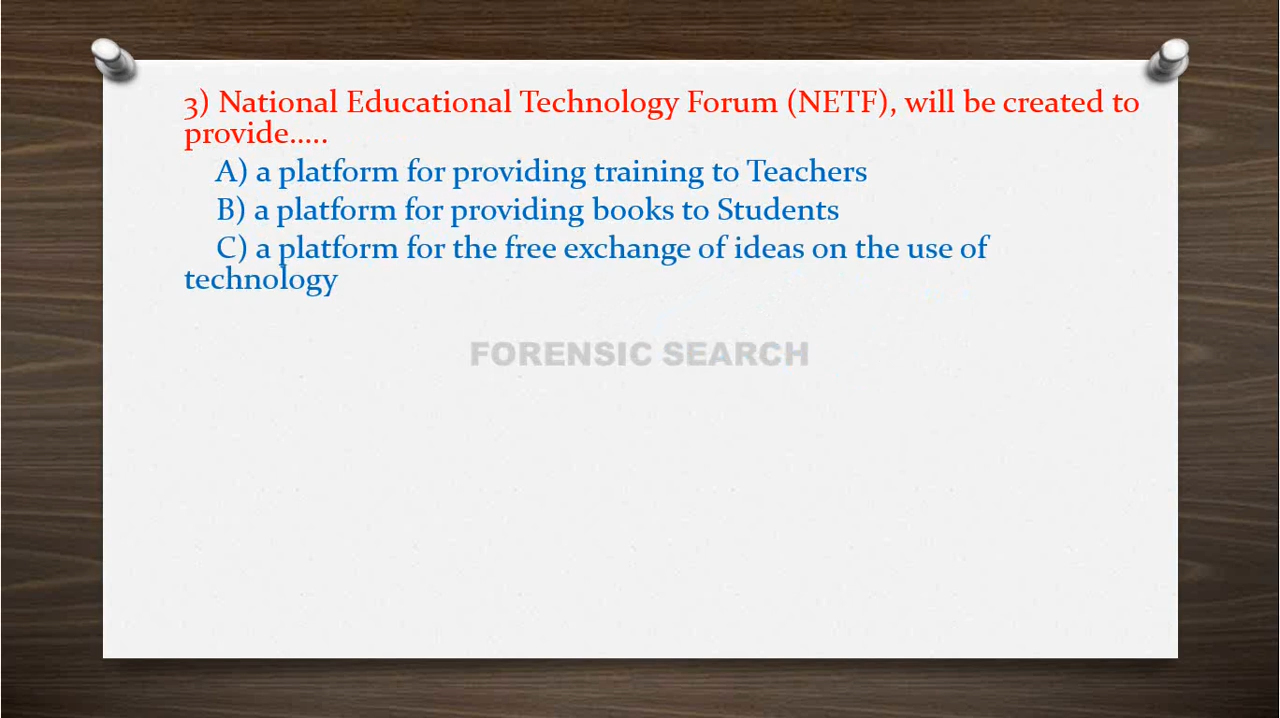 3) National Educational Technology Forum (NETF), will be created to
provide.....
A) a platform for providing training to Teachers
B) a platform for providing books to Students
C) a platform for the free exchange of ideas on the use of
technology
FORENSIC SEARCH